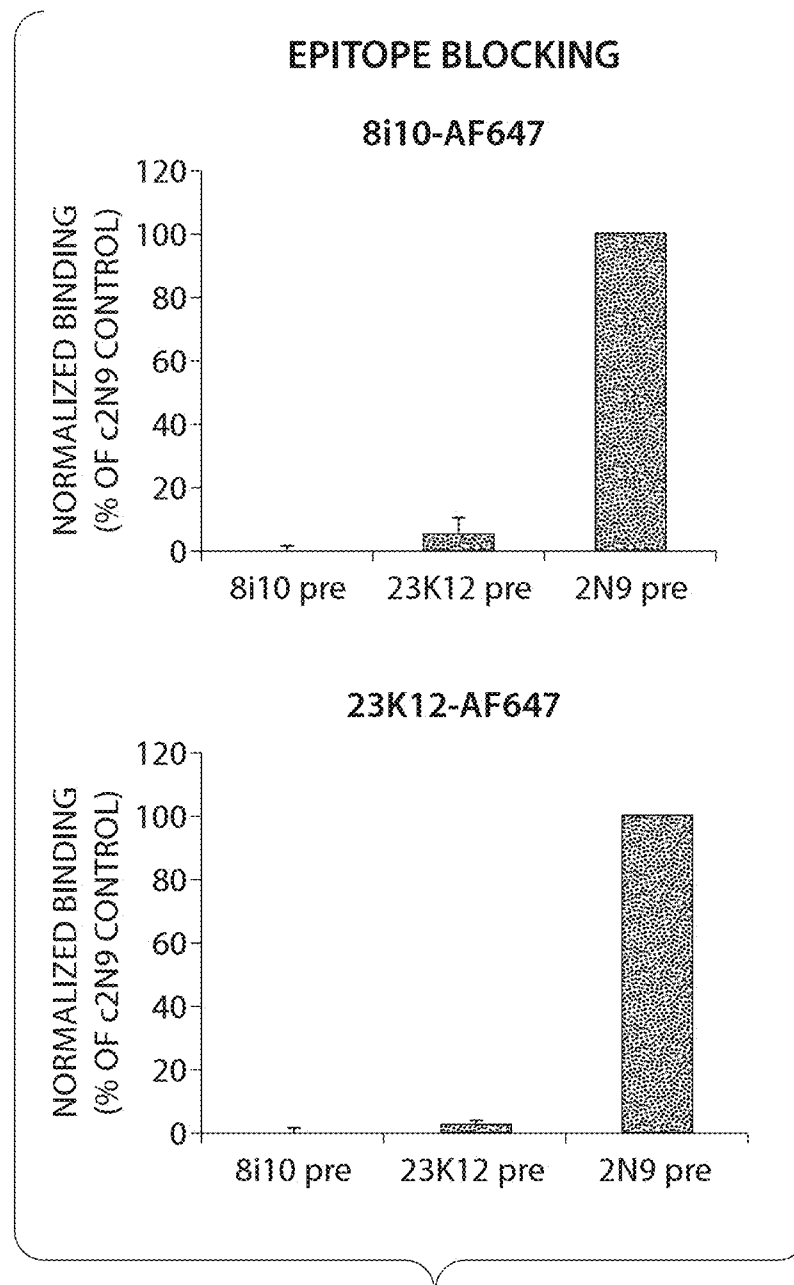 EPITOPE BLOCKING
8i10-AF647
NORMALIZED BINDING
(% OF c2N9 CONTROL)
120
100
80
60
40
20
0
8i10 pre 23K12 pre 2N9 pre
23K12-AF647
NORMALIZED BINDING
(% OF c2N9 CONTROL)
120
100
80
60
40
20
0
8i10 pre 23K12 pre 2N9 pre